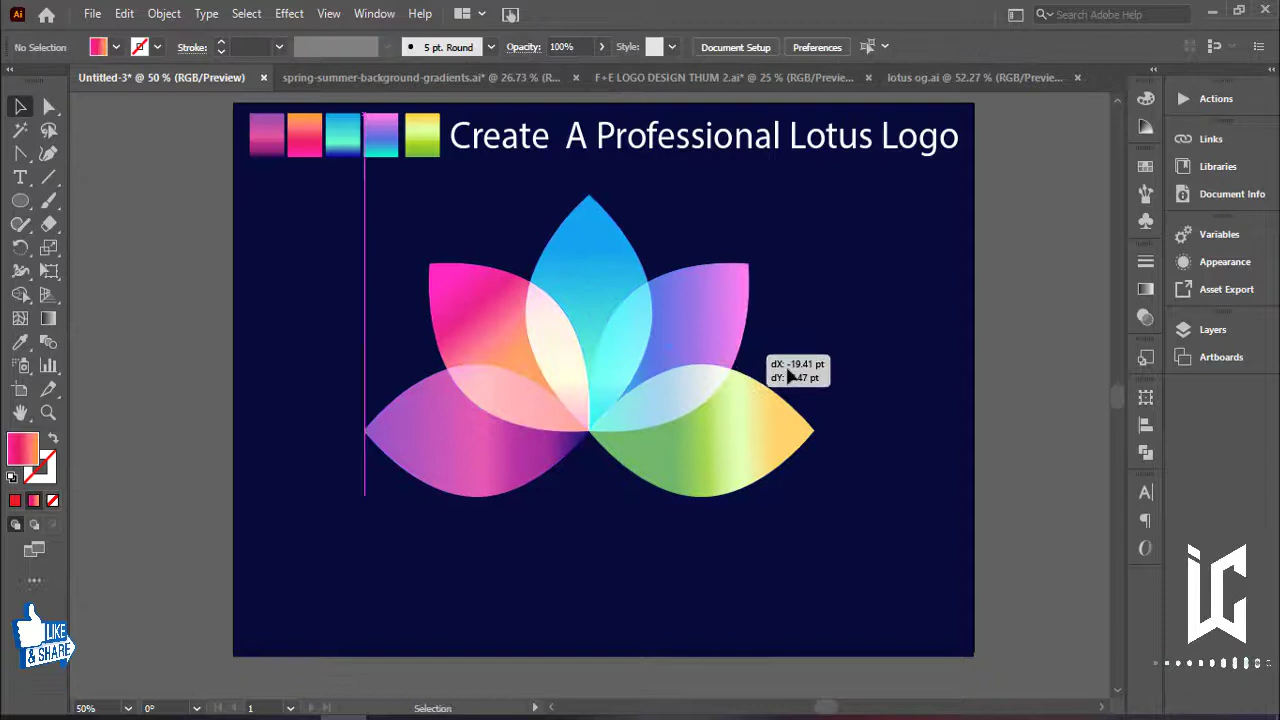 Ai File Edit Object Type Select Effect View Window Help Search Adobe Help
No Selection Stroke: 5 pt. Round Opacity: 100% Style: Document Setup Preferences
Untitled-3* @ 50 % (RGB/Preview) spring-summer-background-gradients.ai* @ 26.73 % (R... F+E LOGO DESIGN THUM 2.ai* @ 25 % (RGB/Previe... lotus og.ai @ 52.27 % (RGB/Previe...
Actions
Links
Libraries
Document Info
Variables
Appearance
Asset Export
Layers
Artboards
Create A Professional Lotus Logo
dX: -19.41 pt
dY: 47 pt
LIKE
& SHARE
50% 0° 1 Selection